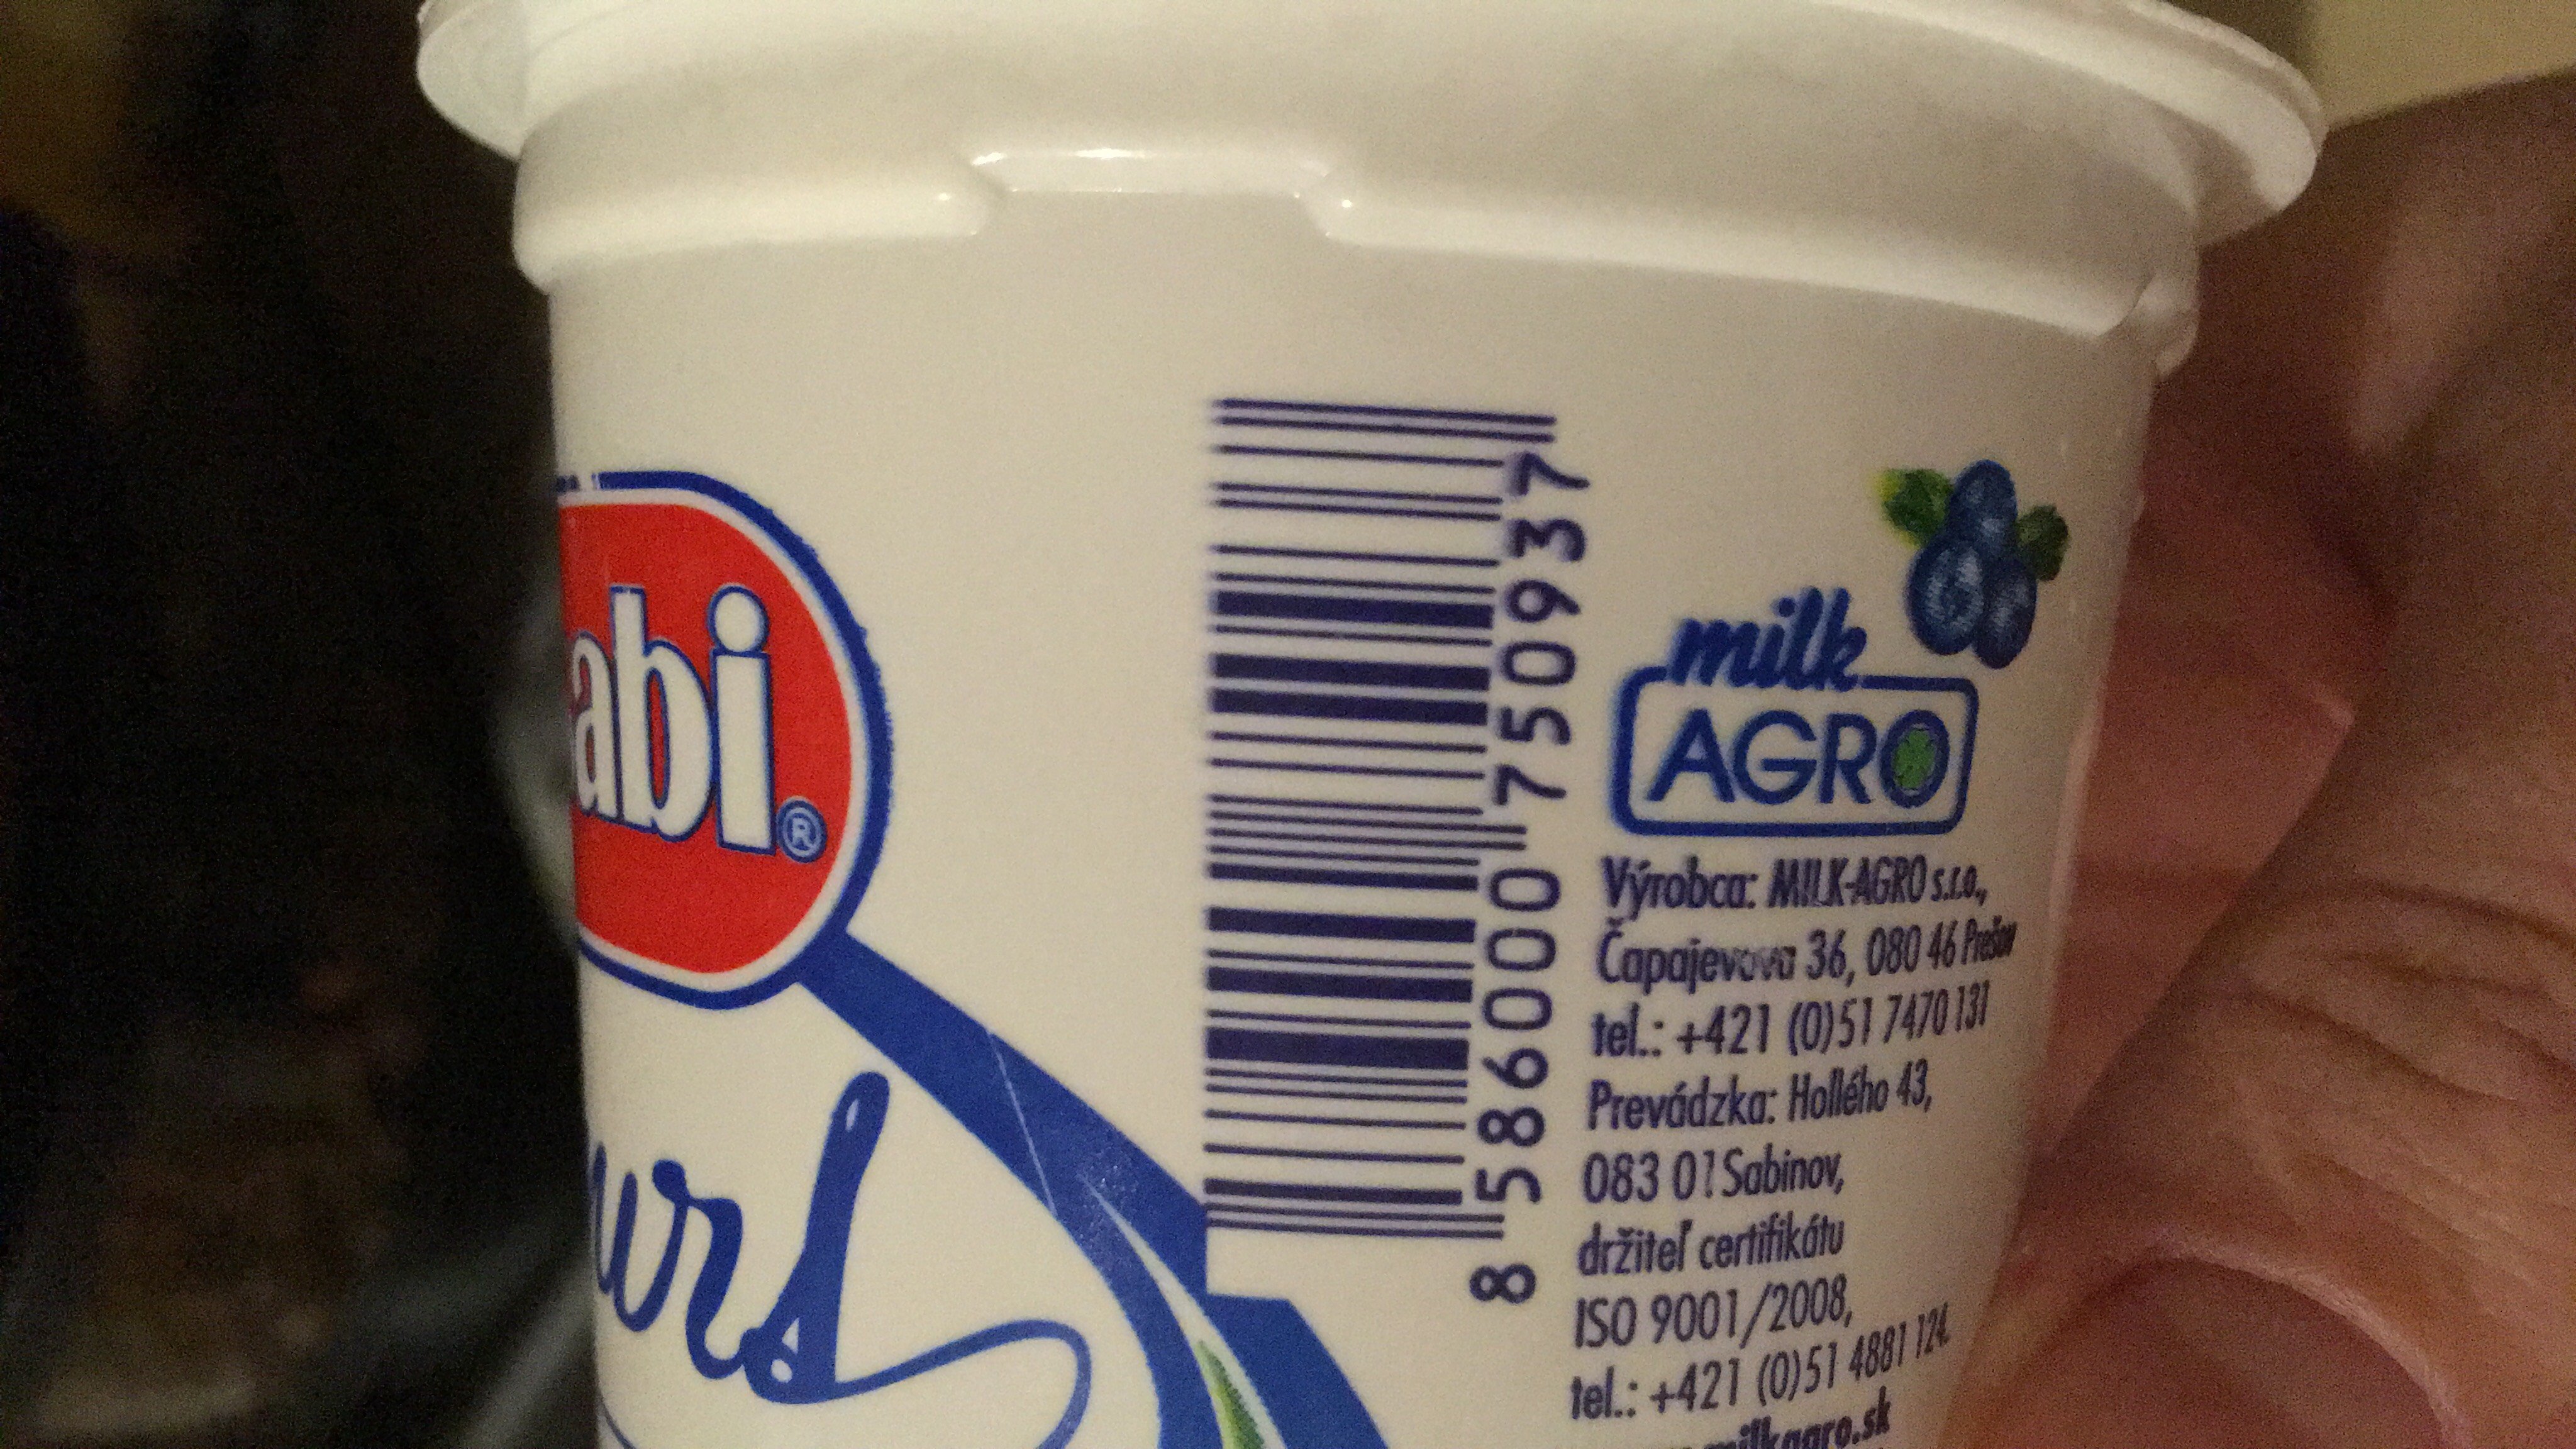 abi®
8 586000 750937
milk
AGRO
Výrobca: MILK-AGRO s.r.o.,
Čapajevova 36, 080 46 Prešov
tel.: +421 (0)51 7470 131
Prevádzka: Hollého 43,
083 01 Sabinov,
držiteľ certifikátu
ISO 9001/2008,
tel.: +421 (0)51 4881 124,
milkagro.sk